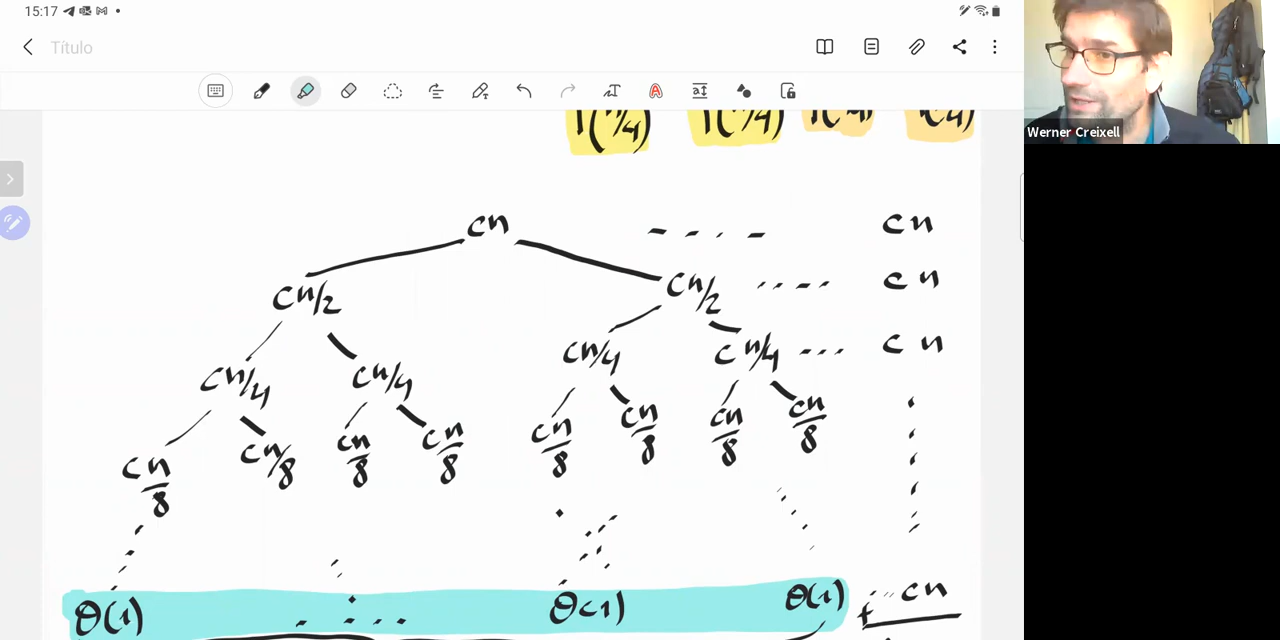 15:17
Título
T(n/4) T(n/4)
Werner Creixell
cn - - - - cn
cn/2 cn/2 ..... cn
cn/4 cn/4 cn/4 cn/4 ... cn
cn/8 cn/8 cn/8 cn/8 cn/8 cn/8 cn/8 cn/8
θ(1) .... θ(1) θ(1) + cn